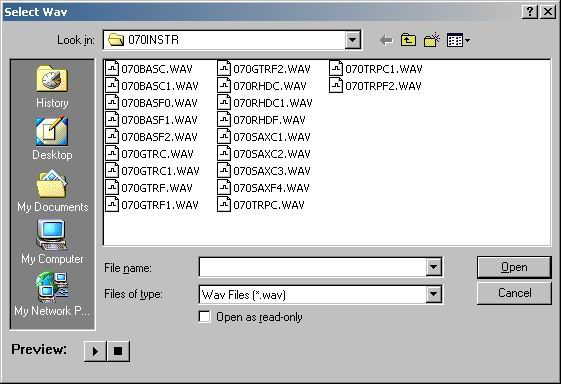 Select Wav
Look in: 070INSTR
History
Desktop
My Documents
My Computer
My Network P...
070BASC.WAV
070BASC1.WAV
070BASF0.WAV
070BASF1.WAV
070BASF2.WAV
070GTRC.WAV
070GTRC1.WAV
070GTRF.WAV
070GTRF1.WAV
070GTRF2.WAV
070RHDC.WAV
070RHDC1.WAV
070RHDF.WAV
070SAXC1.WAV
070SAXC2.WAV
070SAXC3.WAV
070SAXF4.WAV
070TRPC.WAV
070TRPC1.WAV
070TRPF2.WAV
File name:
Open
Files of type: Wav Files (*.wav)
Cancel
Open as read-only
Preview: